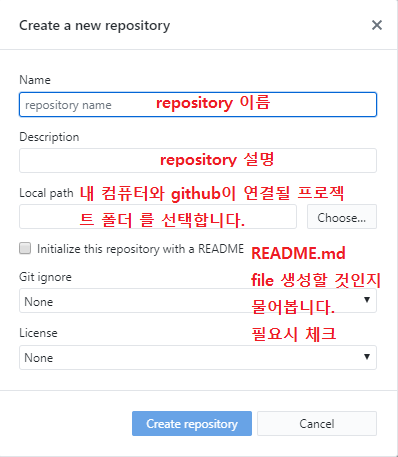 Create a new repository
Name
repository name
repository 이름
Description
repository 설명
Local path
내 컴퓨터와 github이 연결될 프로젝
트 폴더 를 선택합니다.
Choose...
Initialize this repository with a README
README.md
file 생성할 것인지
물어봅니다.
필요시 체크
Git ignore
None
License
None
Create repository
Cancel